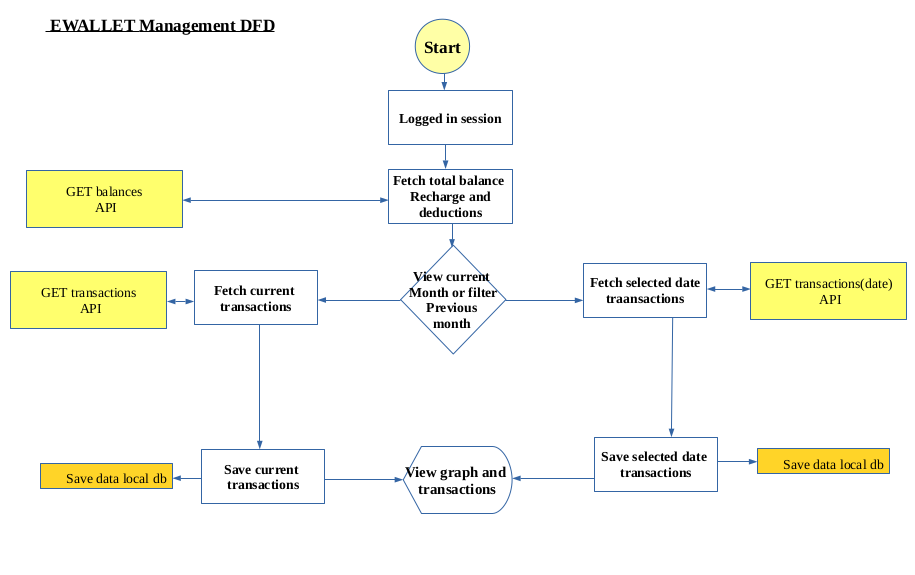 EWALLET Management DFD
Start
Logged in session
Fetch total balance
Recharge and
deductions
GET balances
API
View current
Month or filter
Previous
month
GET transactions
API
Fetch current
transactions
Fetch selected date
traansactions
GET transactions(date)
API
Save data local db
Save current
transactions
View graph and
transactions
Save selected date
transactions
Save data local db